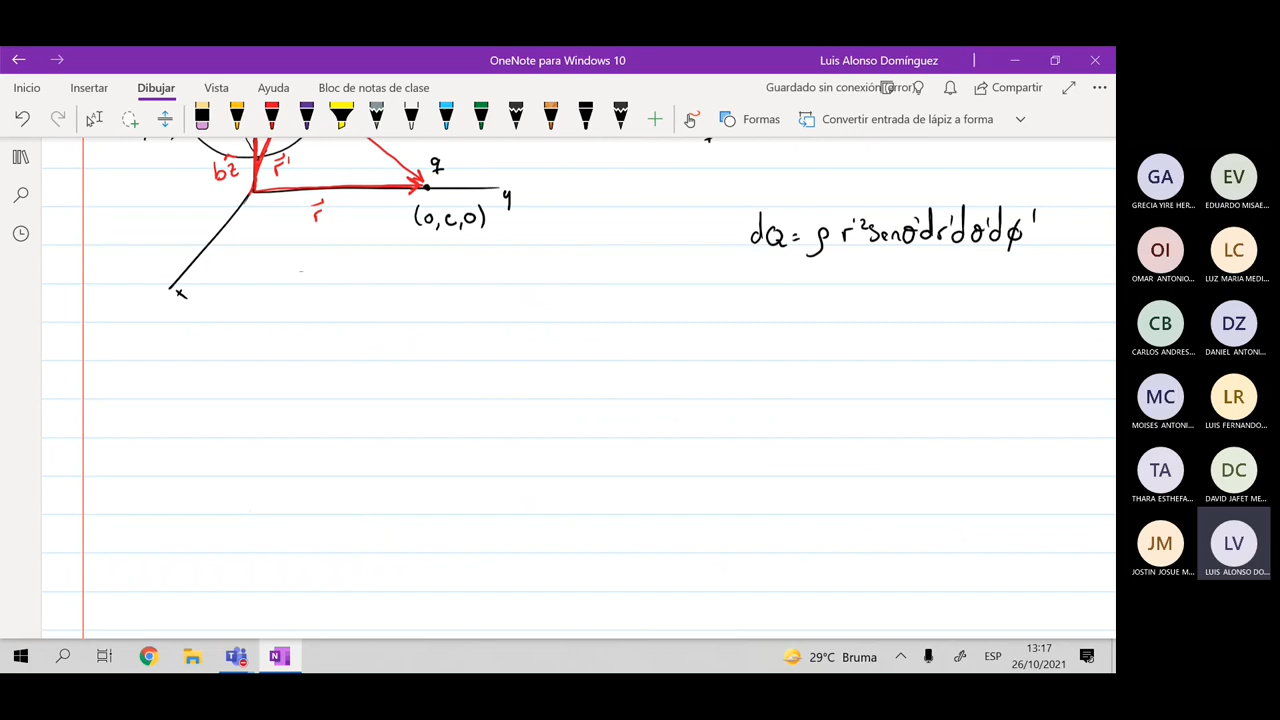 OneNote para Windows 10
Luis Alonso Domínguez
Inicio
Insertar
Dibujar
Vista
Ayuda
Bloc de notas de clase
Guardado sin conexión (error)
Compartir
Formas
Convertir entrada de lápiz a forma
bẑ
r⃗'
q
y
r⃗
(0,c,0)
x
dQ = ρ r'²senθ'dr'dθ'dϕ'
GA
GRECIA YIRE HER...
EV
EDUARDO MISAE...
OI
OMAR ANTONIO...
LC
LUZ MARIA MEDI...
CB
CARLOS ANDRES...
DZ
DANIEL ANTONI...
MC
MOISES ANTONI...
LR
LUIS FERNANDO...
TA
THARA ESTHEFA...
DC
DAVID JAFET ME...
JM
JOSTIN JOSUE M...
LV
LUIS ALONSO DO...
29°C Bruma
ESP
13:17
26/10/2021